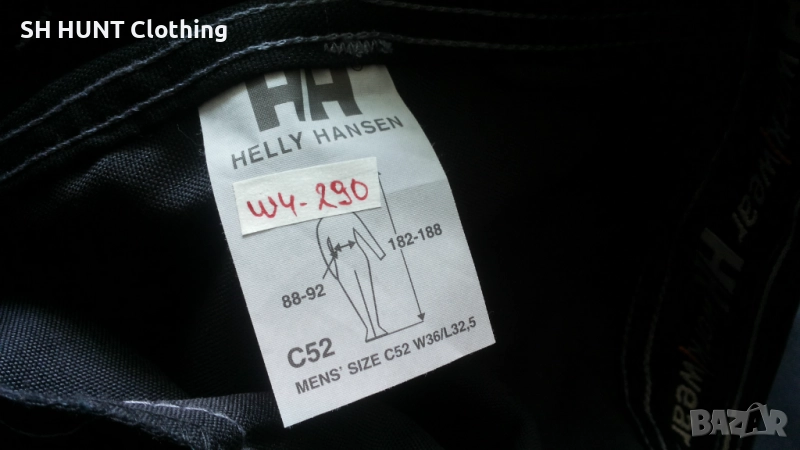 SH HUNT Clothing
HH
®
HELLY HANSEN
W4-290
182-188
88-92
C52
MENS' SIZE C52 W36/L32,5
BAZAR